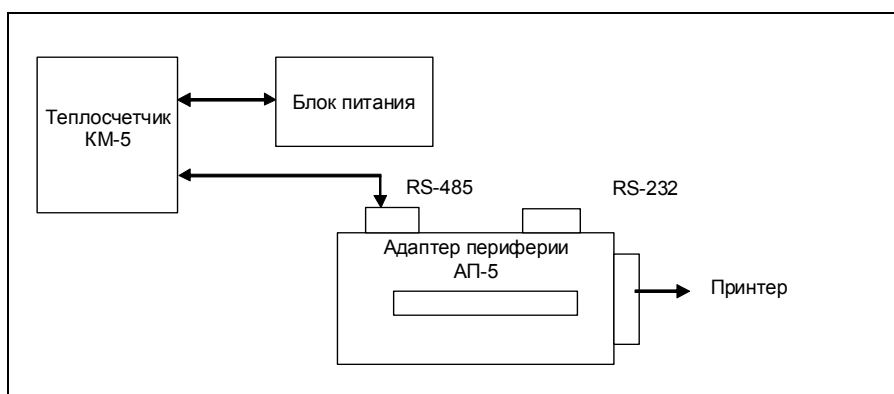 Теплосчетчик
КМ-5
Блок питания
RS-485
RS-232
Адаптер периферии
АП-5
Принтер